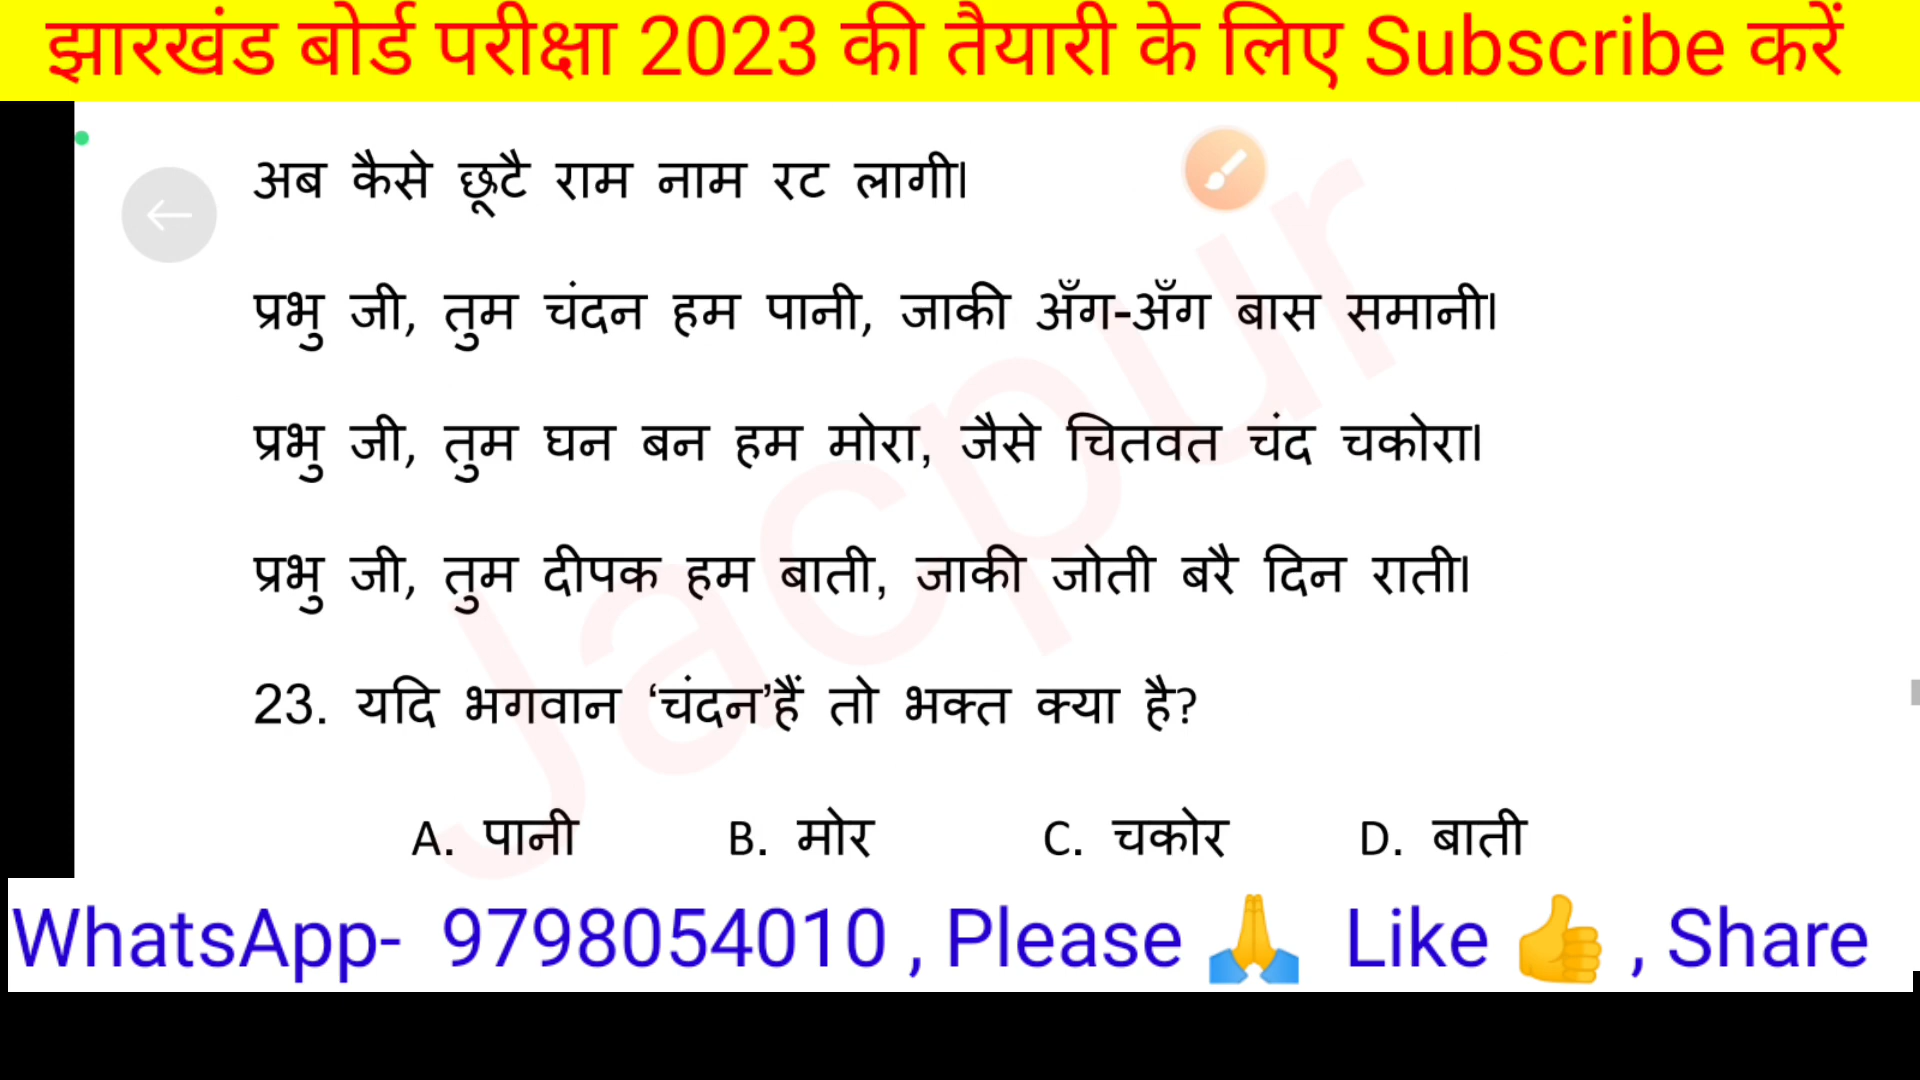 झारखंड बोर्ड परीक्षा 2023 की तैयारी के लिए Subscribe करें
अब कैसे छूटै राम नाम रट लागी।
प्रभु जी, तुम चंदन हम पानी, जाकी अँग-अँग बास समानी।
प्रभु जी, तुम घन बन हम मोरा, जैसे चितवत चंद चकोरा।
प्रभु जी, तुम दीपक हम बाती, जाकी जोती बरै दिन राती।
Jacpur
23. यदि भगवान ‘चंदन’हैं तो भक्त क्या है?
A. पानी B. मोर C. चकोर D. बाती
WhatsApp- 9798054010 , Please 🙏 Like 👍 , Share